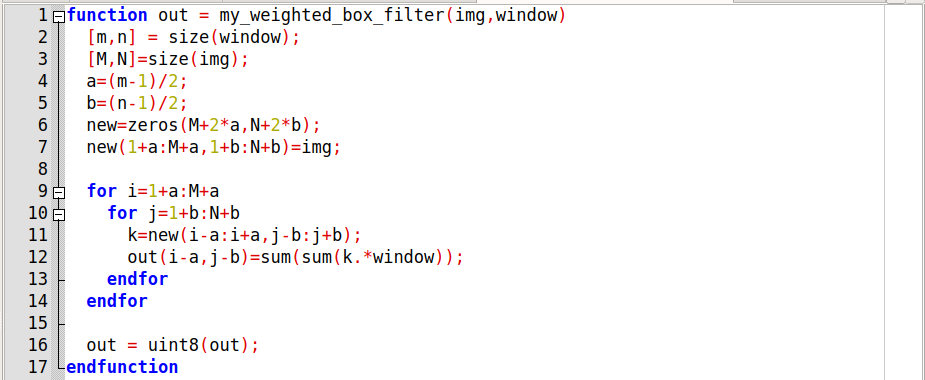 1 function out = my_weighted_box_filter(img,window)
2 [m,n] = size(window);
3 [M,N]=size(img);
4 a=(m-1)/2;
5 b=(n-1)/2;
6 new=zeros(M+2*a,N+2*b);
7 new(1+a:M+a,1+b:N+b)=img;
8
9 for i=1+a:M+a
10 for j=1+b:N+b
11 k=new(i-a:i+a,j-b:j+b);
12 out(i-a,j-b)=sum(sum(k.*window));
13 endfor
14 endfor
15
16 out = uint8(out);
17 endfunction